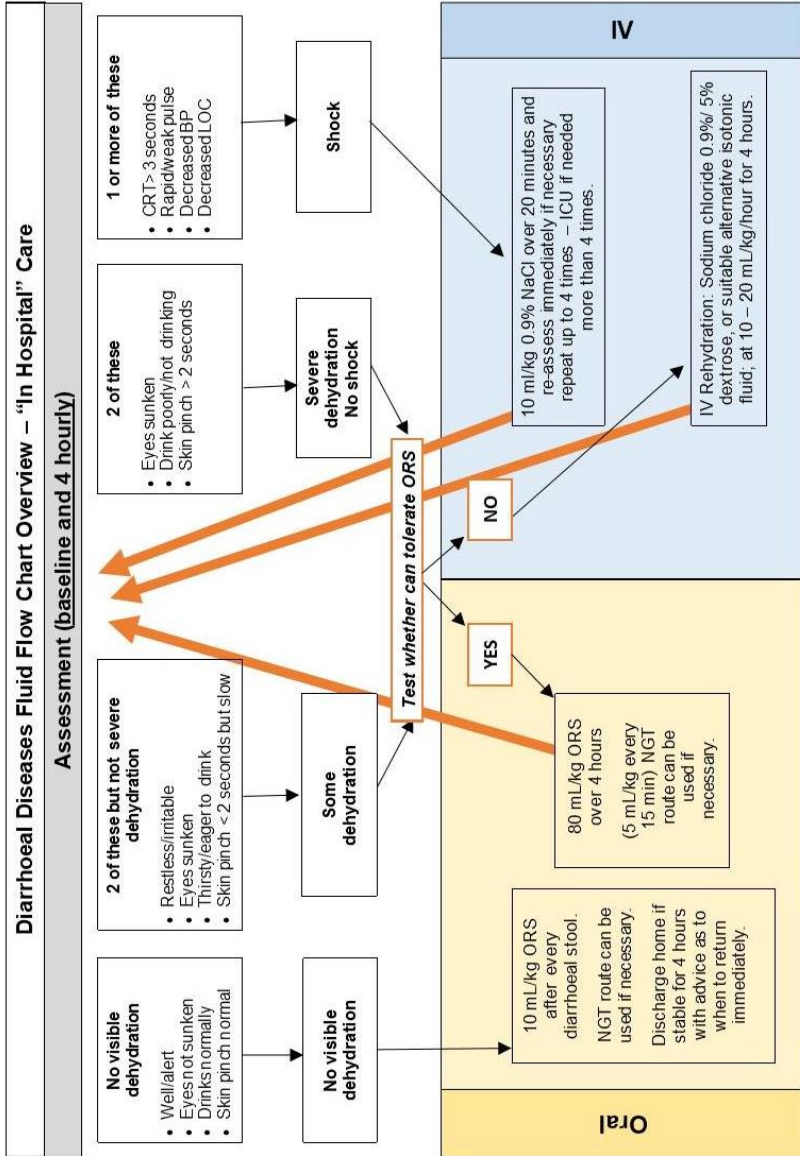 Diarrhoeal Diseases Fluid Flow Chart Overview – “In Hospital” Care
Assessment (baseline and 4 hourly)
No visible
dehydration
• Well/alert
• Eyes not sunken
• Drinks normally
• Skin pinch normal
2 of these but not severe
dehydration
• Restless/irritable
• Eyes sunken
• Thirsty/eager to drink
• Skin pinch < 2 seconds but slow
2 of these
• Eyes sunken
• Drink poorly/not drinking
• Skin pinch > 2 seconds
1 or more of these
• CRT> 3 seconds
• Rapid/weak pulse
• Decreased BP
• Decreased LOC
No visible
dehydration
Some
dehydration
Severe
dehydration
No shock
Shock
Test whether can tolerate ORS
YES
NO
Oral
10 mL/kg ORS
after every
diarrhoeal stool.
NGT route can be
used if necessary.
Discharge home if
stable for 4 hours
with advice as to
when to return
immediately.
80 mL/kg ORS
over 4 hours
(5 mL/kg every
15 min) NGT
route can be
used if
necessary.
10 ml/kg 0.9% NaCl over 20 minutes and
re-assess immediately if necessary
repeat up to 4 times – ICU if needed
more than 4 times.
IV Rehydration: Sodium chloride 0.9%/ 5%
dextrose, or suitable alternative isotonic
fluid; at 10 – 20 mL/kg/hour for 4 hours.
IV